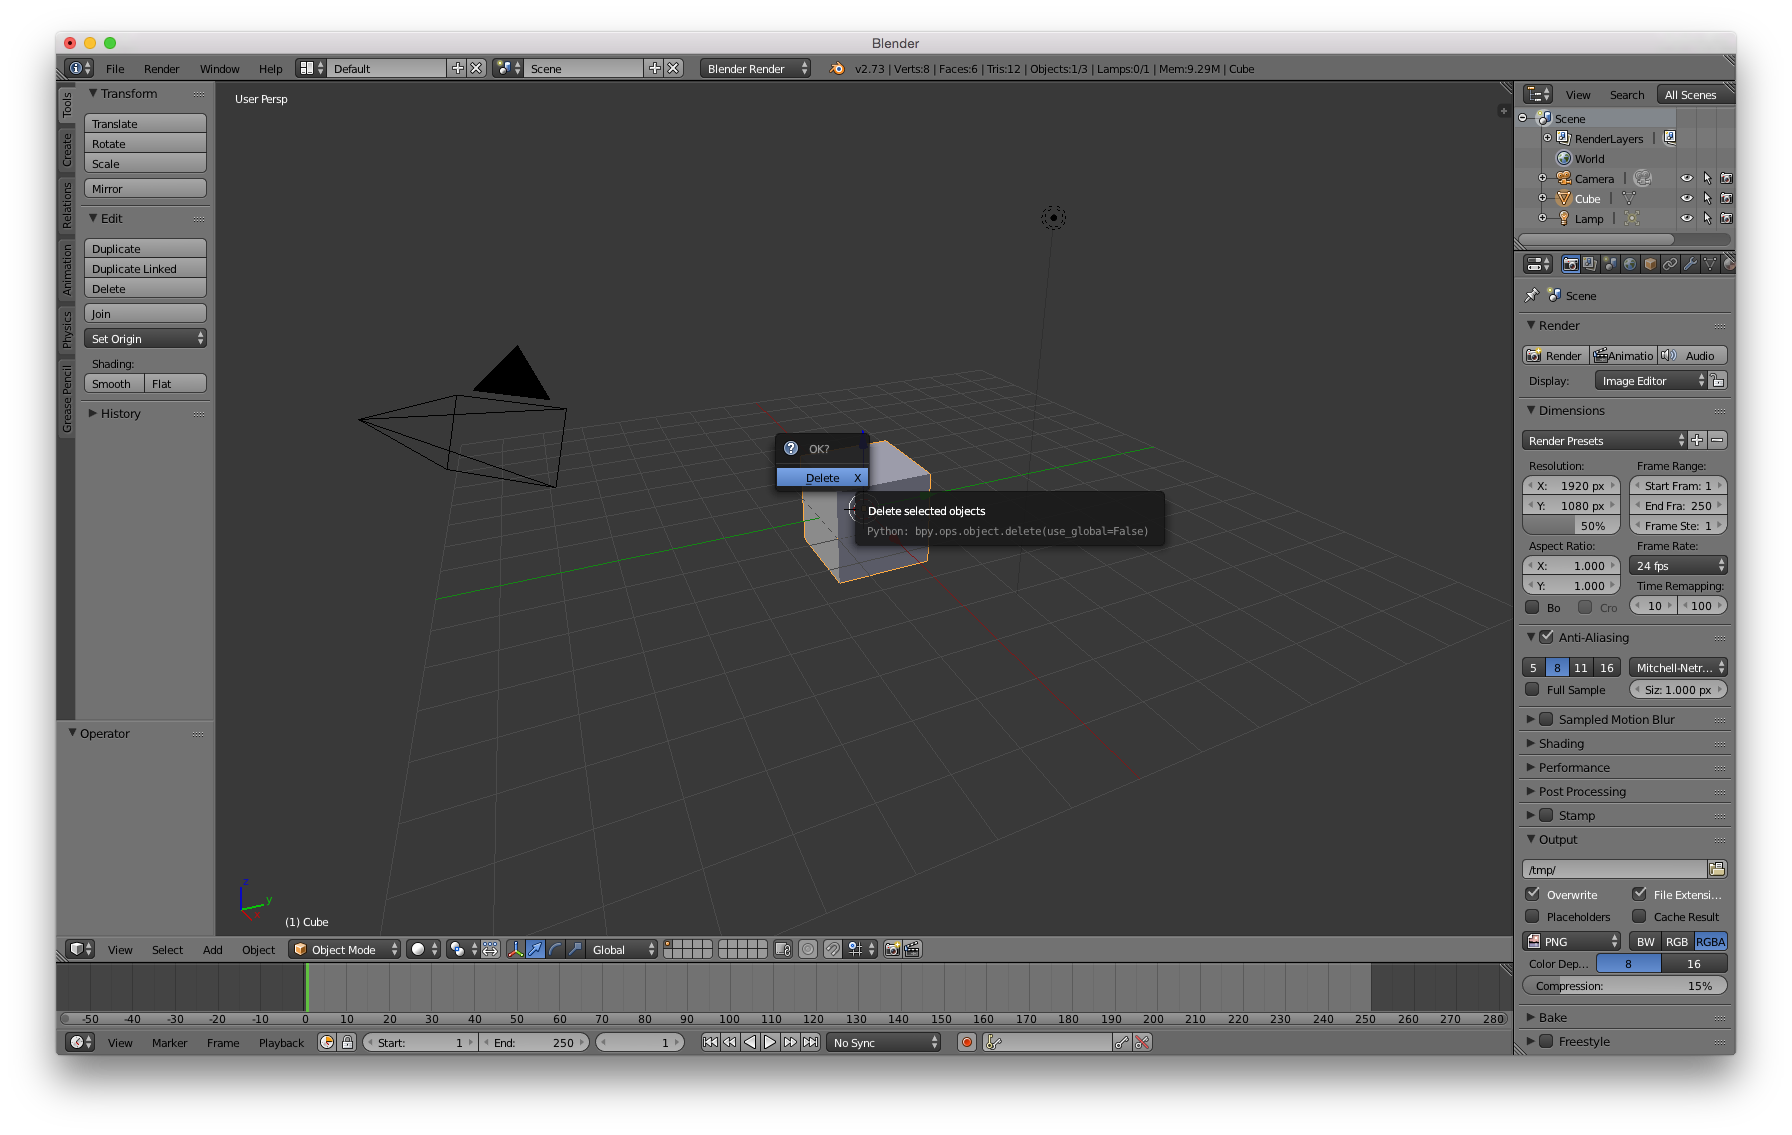 Blender
File Render Window Help Default Scene Blender Render v2.73 | Verts:8 | Faces:6 | Tris:12 | Objects:1/3 | Lamps:0/1 | Mem:9.29M | Cube
Tools
Create
Relations
Animation
Physics
Grease Pencil
Transform
Translate
Rotate
Scale
Mirror
Edit
Duplicate
Duplicate Linked
Delete
Join
Set Origin
Shading:
Smooth Flat
History
Operator
User Persp
OK?
Delete X
Delete selected objects
Python: bpy.ops.object.delete(use_global=False)
z
y
x
(1) Cube
View Search All Scenes
Scene
RenderLayers |
World
Camera |
Cube |
Lamp |
Scene
Render
Render Animatio Audio
Display: Image Editor
Dimensions
Render Presets
Resolution: Frame Range:
X: 1920 px Start Fram: 1
Y: 1080 px End Fra: 250
50% Frame Ste: 1
Aspect Ratio: Frame Rate:
X: 1.000 24 fps
Y: 1.000 Time Remapping:
Bo Cro 10 100
Anti-Aliasing
5 8 11 16 Mitchell-Netr...
Full Sample Siz: 1.000 px
Sampled Motion Blur
Shading
Performance
Post Processing
Stamp
Output
/tmp/
Overwrite File Extensi...
Placeholders Cache Result
PNG BW RGB RGBA
Color Dep... 8 16
Compression: 15%
Bake
Freestyle
View Select Add Object Object Mode Global
-50 -40 -30 -20 -10 0 10 20 30 40 50 60 70 80 90 100 110 120 130 140 150 160 170 180 190 200 210 220 230 240 250 260 270 280
View Marker Frame Playback Start: 1 End: 250 1 No Sync